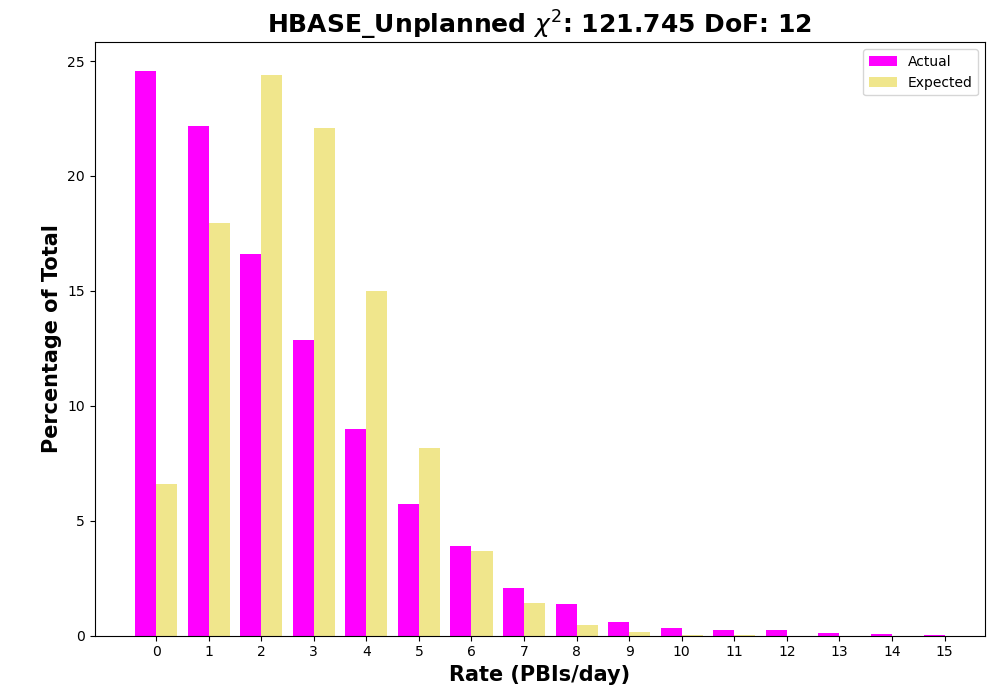 HBASE_Unplanned χ²: 121.745 DoF: 12
Actual
Expected
25
20
15
10
5
0
Percentage of Total
0 1 2 3 4 5 6 7 8 9 10 11 12 13 14 15
Rate (PBIs/day)